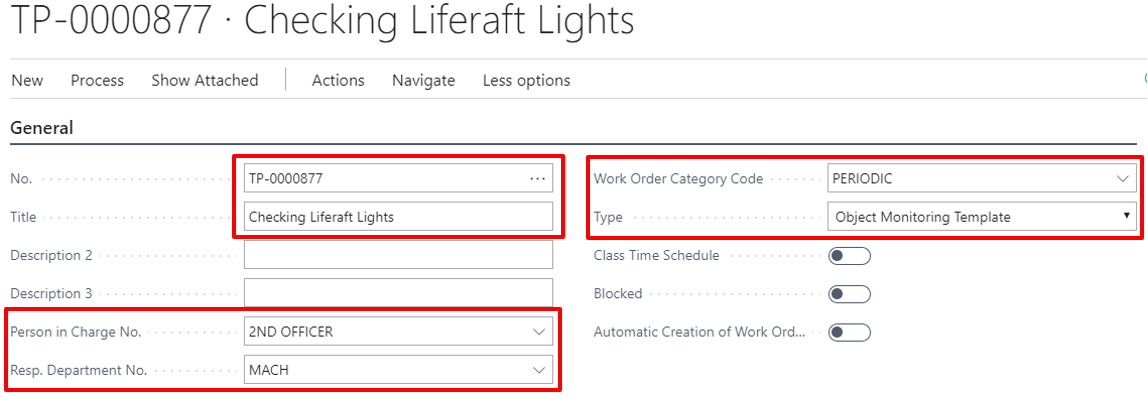 TP-0000877 · Checking Liferaft Lights
New Process Show Attached Actions Navigate Less options
General
No. TP-0000877 ··· Work Order Category Code PERIODIC
Title Checking Liferaft Lights Type Object Monitoring Template
Description 2 Class Time Schedule
Description 3 Blocked
Person in Charge No. 2ND OFFICER Automatic Creation of Work Ord...
Resp. Department No. MACH